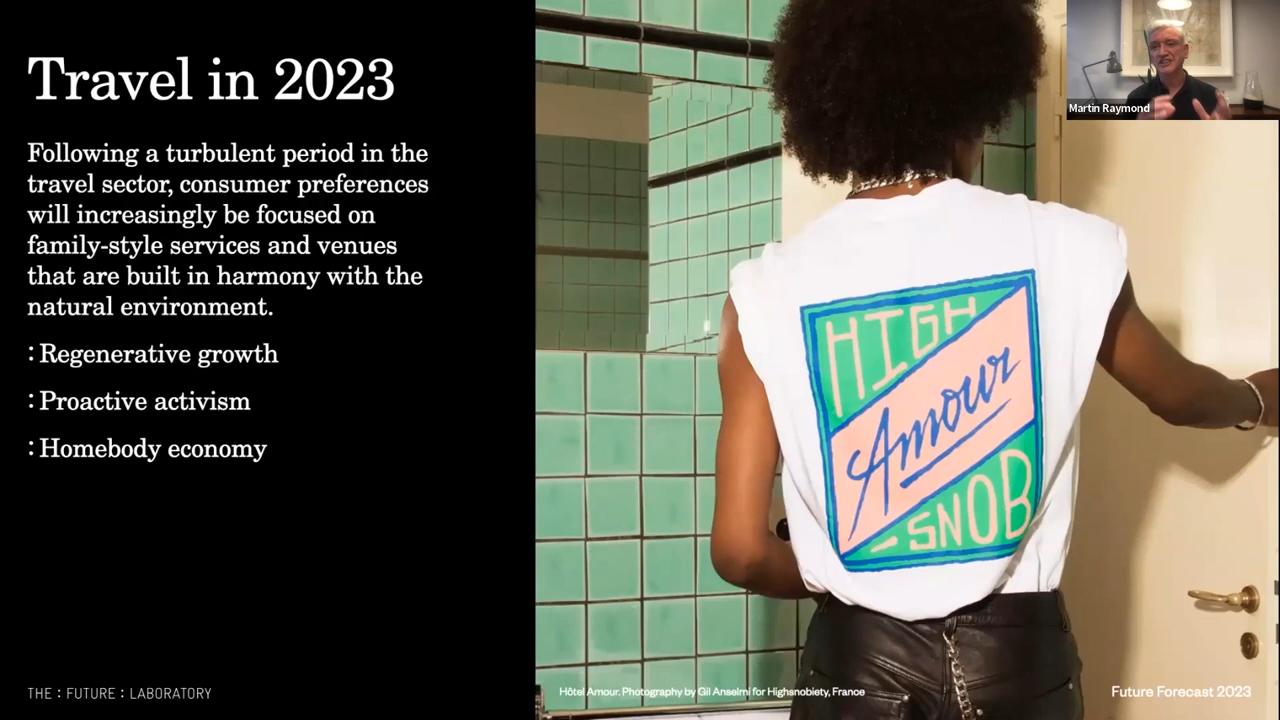 Travel in 2023
Following a turbulent period in the
travel sector, consumer preferences
will increasingly be focused on
family-style services and venues
that are built in harmony with the
natural environment.
: Regenerative growth
: Proactive activism
: Homebody economy
THE : FUTURE : LABORATORY
Martin Raymond
HIGH
Amour
-SNOB
Hôtel Amour. Photography by Gil Anselmi for Highsnobiety, France
Future Forecast 2023